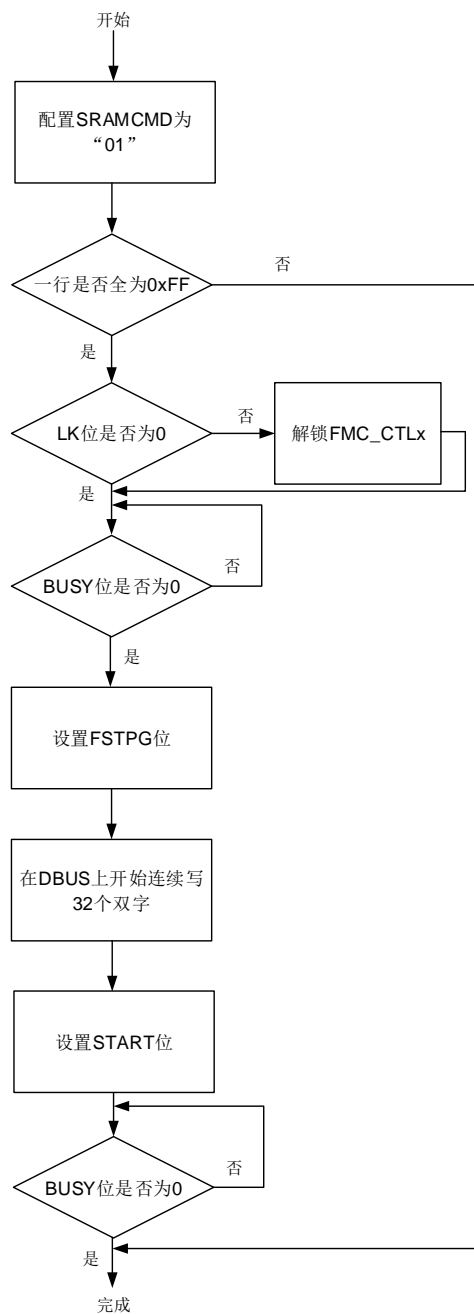 开始
配置SRAMCMD为
“01”
一行是否全为0xFF
否
是
LK位是否为0
否
解锁FMC_CTLx
是
BUSY位是否为0
否
是
设置FSTPG位
在DBUS上开始连续写
32个双字
设置START位
BUSY位是否为0
否
是
完成